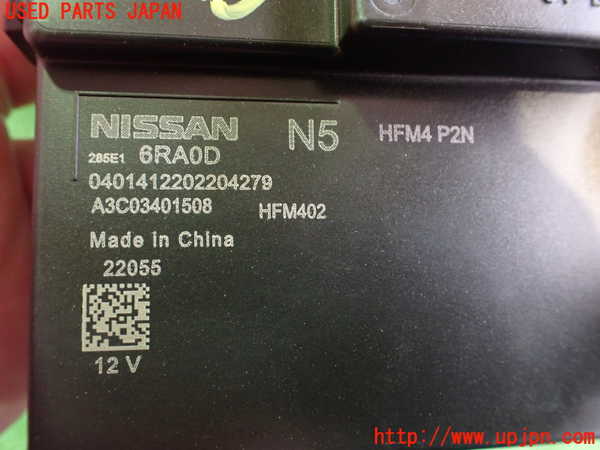 USED PARTS JAPAN
NISSAN N5 HFM4 P2N
285E1 6RA0D
0401412202204279
A3C03401508 HFM402
Made in China
22055
12 V
http://www.upjpn.com/